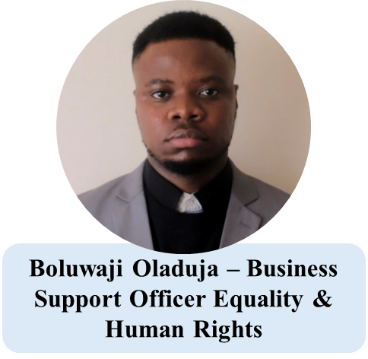 Boluwaji Oladuja – Business
Support Officer Equality &
Human Rights